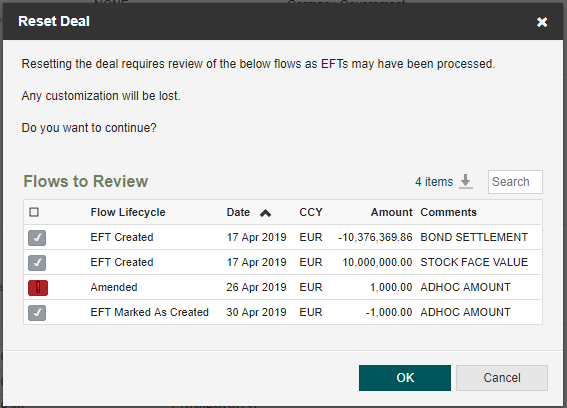 Reset Deal
Resetting the deal requires review of the below flows as EFTs may have been processed.
Any customization will be lost.
Do you want to continue?
Flows to Review 4 items Search
Flow Lifecycle Date CCY Amount Comments
EFT Created 17 Apr 2019 EUR -10,376,369.86 BOND SETTLEMENT
EFT Created 17 Apr 2019 EUR 10,000,000.00 STOCK FACE VALUE
Amended 26 Apr 2019 EUR 1,000.00 ADHOC AMOUNT
EFT Marked As Created 30 Apr 2019 EUR -1,000.00 ADHOC AMOUNT
OK Cancel